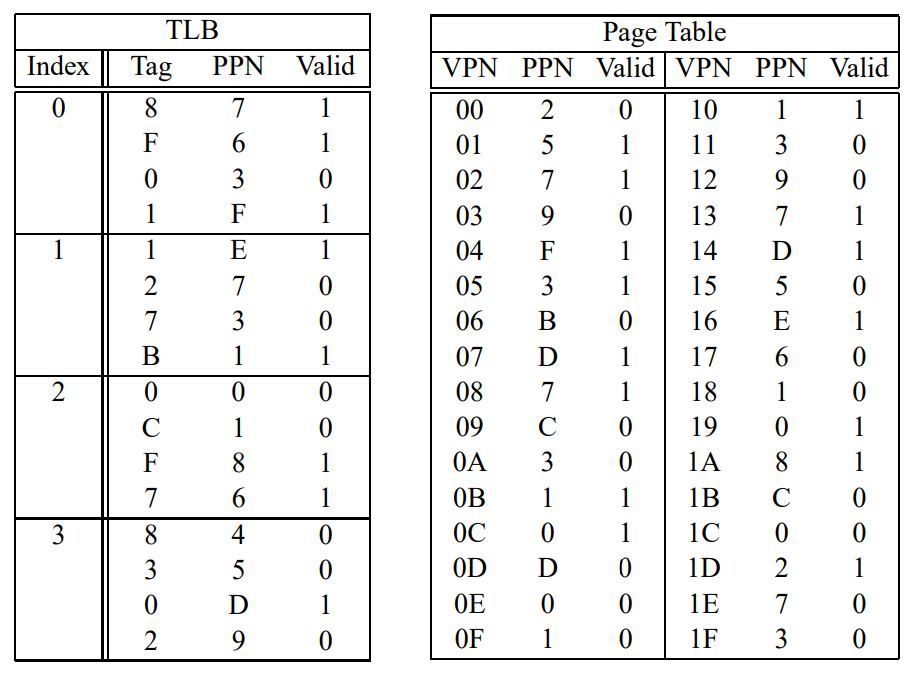 TLB
Index Tag PPN Valid
0 8 7 1
F 6 1
0 3 0
1 F 1
1 1 E 1
2 7 0
7 3 0
B 1 1
2 0 0 0
C 1 0
F 8 1
7 6 1
3 8 4 0
3 5 0
0 D 1
2 9 0
Page Table
VPN PPN Valid VPN PPN Valid
00 2 0 10 1 1
01 5 1 11 3 0
02 7 1 12 9 0
03 9 0 13 7 1
04 F 1 14 D 1
05 3 1 15 5 0
06 B 0 16 E 1
07 D 1 17 6 0
08 7 1 18 1 0
09 C 0 19 0 1
0A 3 0 1A 8 1
0B 1 1 1B C 0
0C 0 1 1C 0 0
0D D 0 1D 2 1
0E 0 0 1E 7 0
0F 1 0 1F 3 0